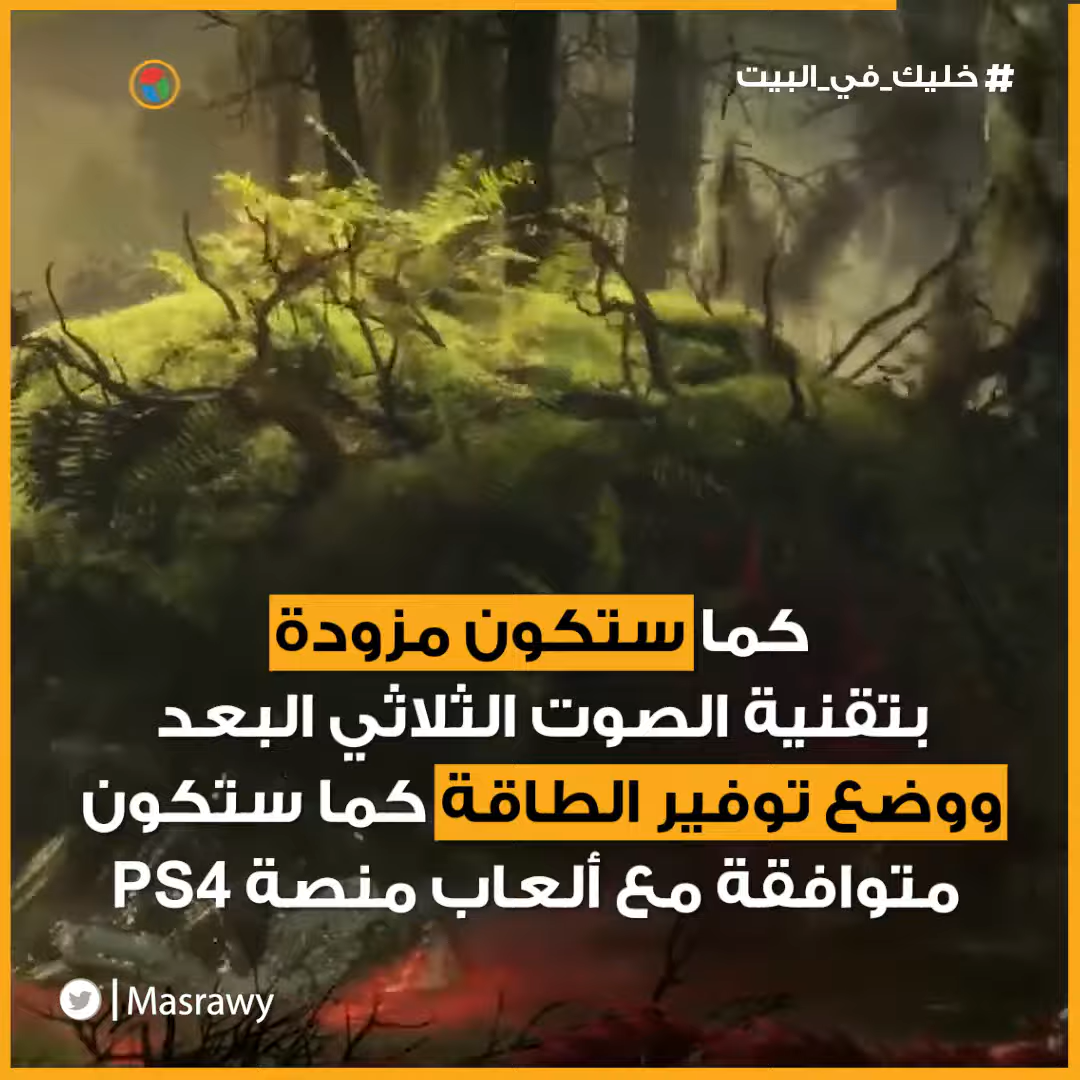 #خليك_في_البيت
كما ستكون مزودة
بتقنية الصوت الثلاثي البعد
ووضع توفير الطاقة كما ستكون
متوافقة مع ألعاب منصة PS4
| Masrawy